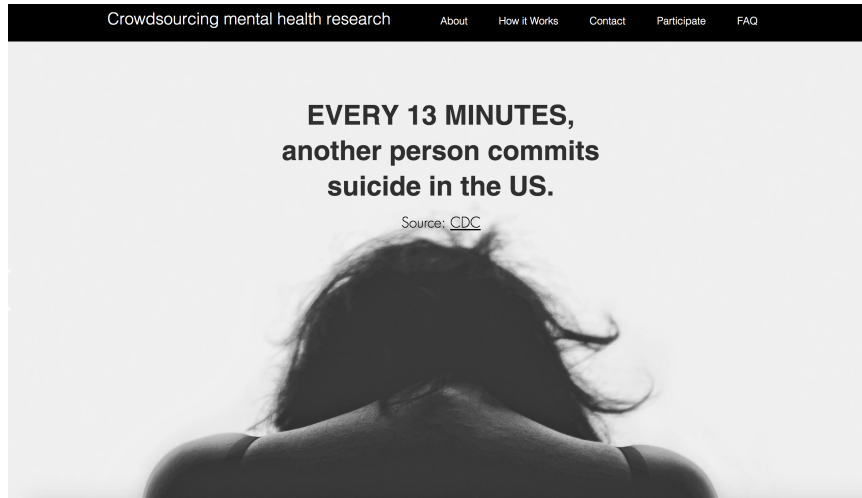 Crowdsourcing mental health research
About
How it Works
Contact
Participate
FAQ
EVERY 13 MINUTES,
another person commits
suicide in the US.
Source: CDC